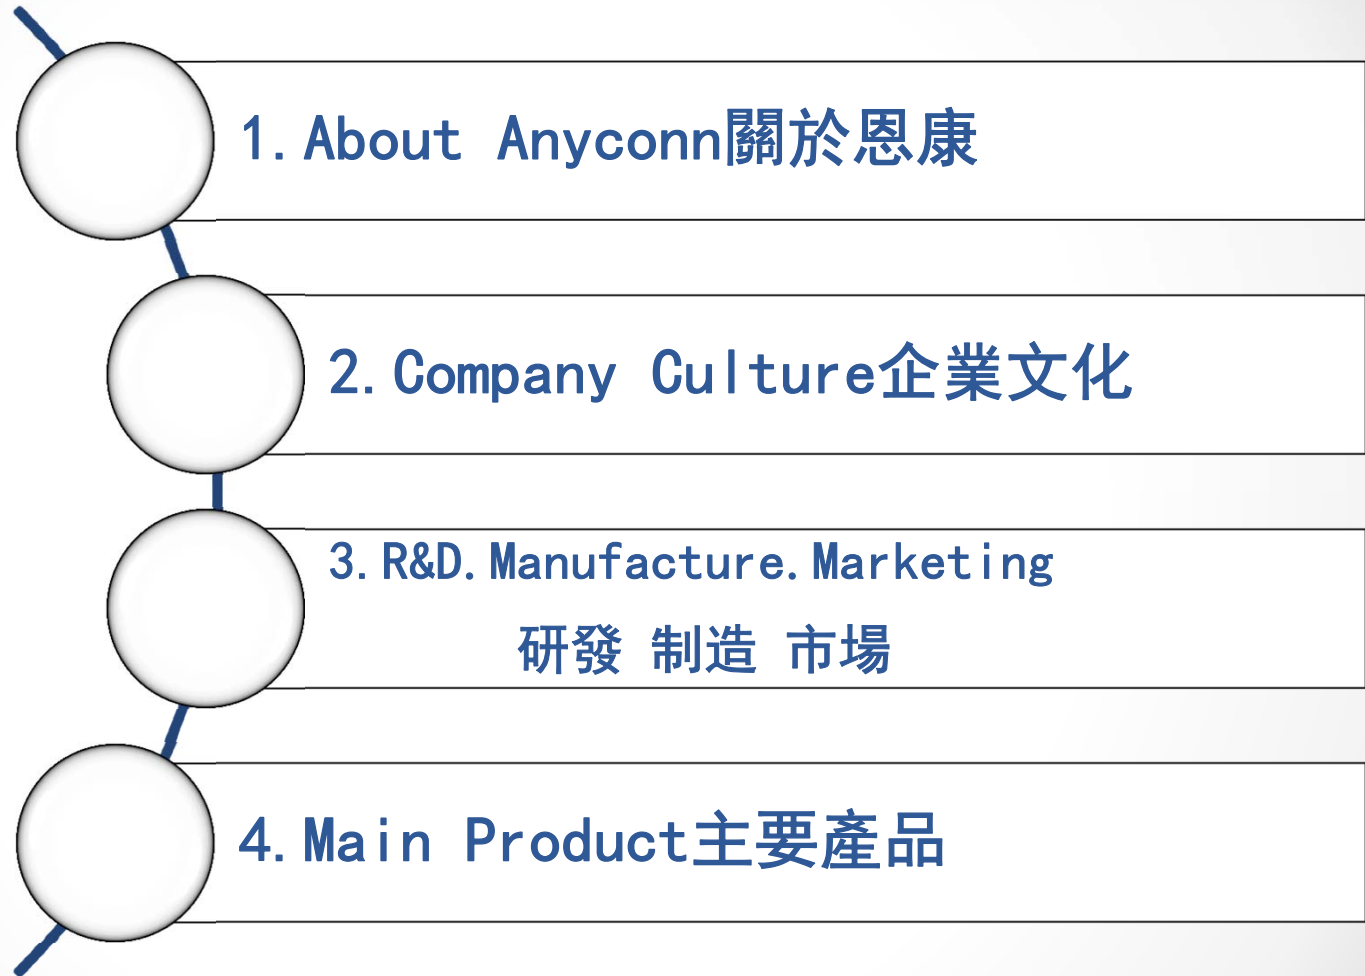 1.About Anyconn關於恩康
2.Company Culture企業文化
3.R&D.Manufacture.Marketing
研發 制造 市場
4.Main Product主要產品